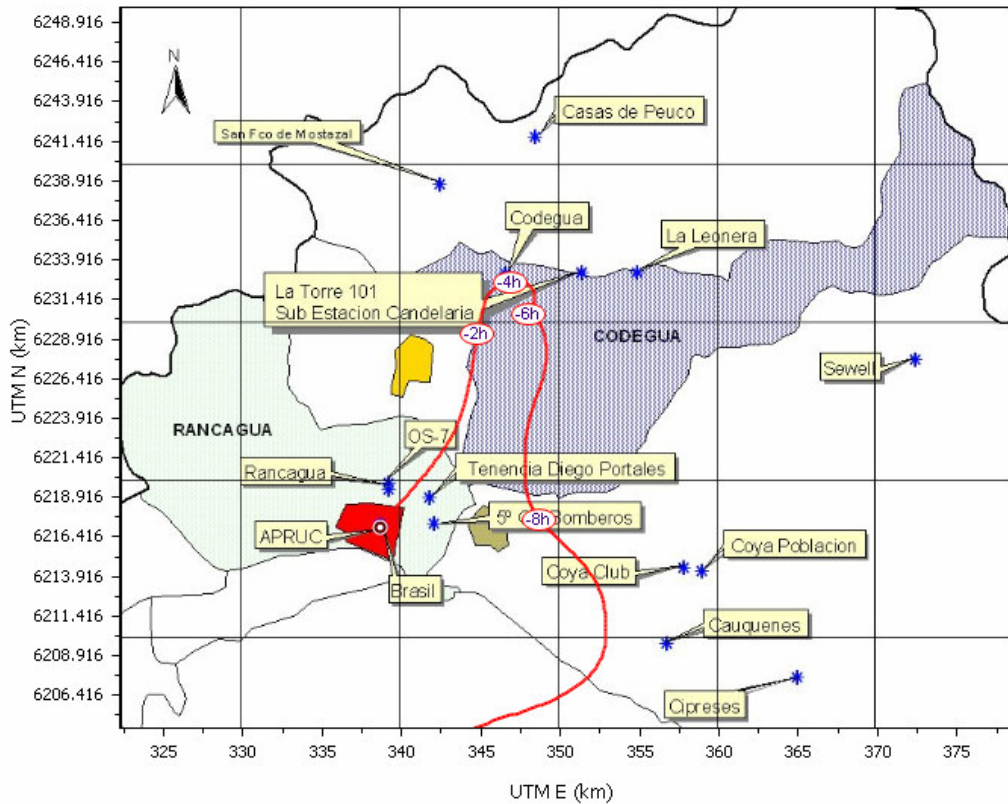 6248.916
6246.416
N
6243.916
Casas de Peuco
San Fco de Mostazal
6241.416
6238.916
6236.416
Codegua
La Leonera
6233.916
-4h
La Torre 101
Sub Estacion Candelaria
6231.416
-6h
-2h
CODEGUA
6228.916
Sewell
UTM N (km)
6226.416
6223.916
RANCAGUA
OS-7
6221.416
Rancagua
Tenencia Diego Portales
6218.916
5º
Bomberos
-8h
APRUC
6216.416
Coya Poblacion
Coya Club
6213.916
Brasil
6211.416
Cauquenes
6208.916
6206.416
Cipreses
325 330 335 340 345 350 355 360 365 370 375
UTM E (km)